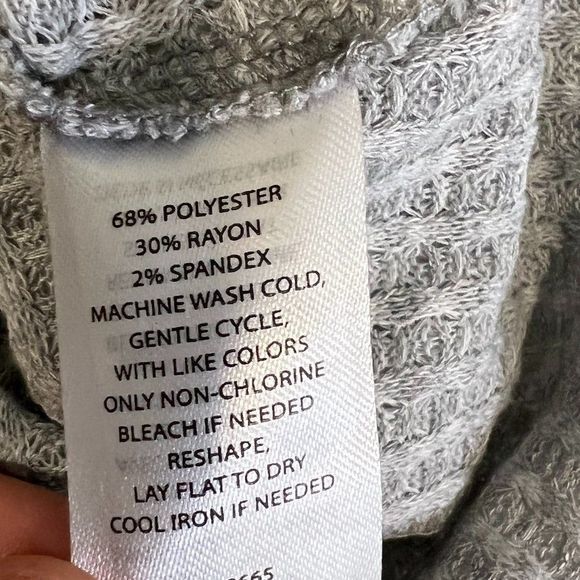 68% POLYESTER
30% RAYON
2% SPANDEX
MACHINE WASH COLD,
GENTLE CYCLE,
WITH LIKE COLORS
ONLY NON-CHLORINE
BLEACH IF NEEDED
RESHAPE,
LAY FLAT TO DRY
COOL IRON IF NEEDED